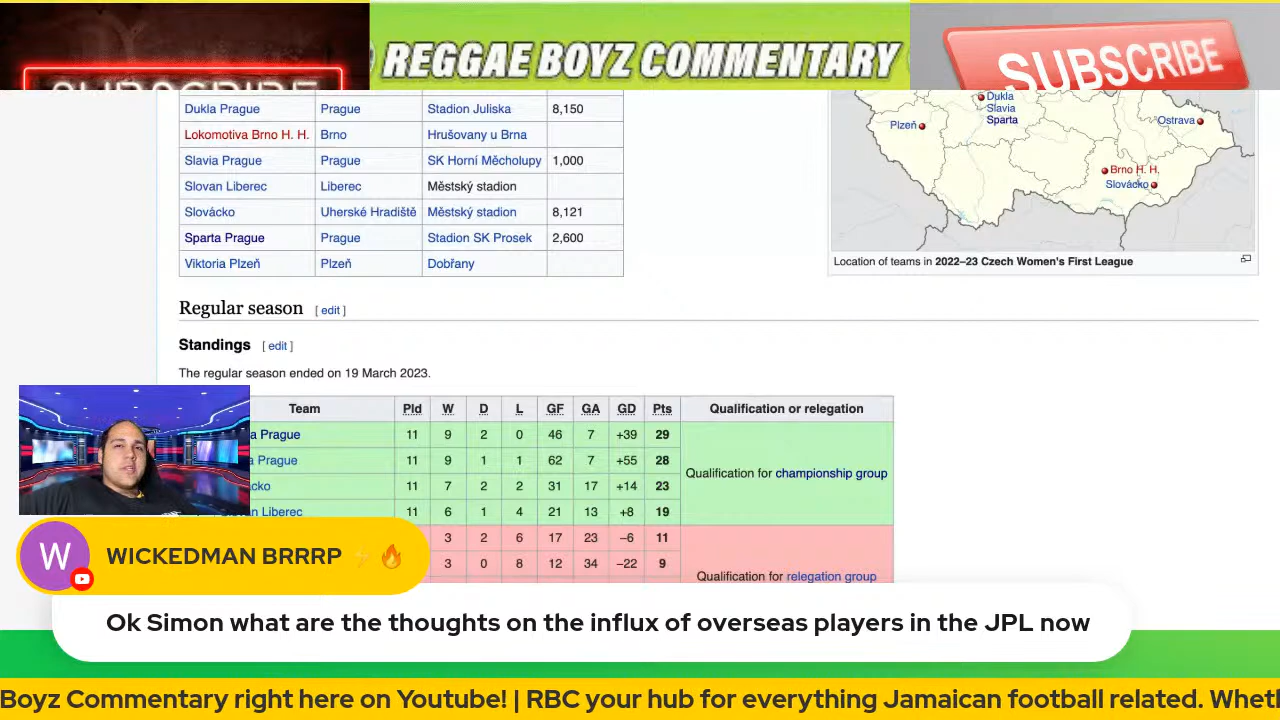 SUBSCRIBE
REGGAE BOYZ COMMENTARY
SUBSCRIBE
Dukla Prague Prague Stadion Juliska 8,150
Lokomotiva Brno H. H. Brno Hrušovany u Brna
Slavia Prague Prague SK Horní Měcholupy 1,000
Slovan Liberec Liberec Městský stadion
Slovácko Uherské Hradiště Městský stadion 8,121
Sparta Prague Prague Stadion SK Prosek 2,600
Viktoria Plzeň Plzeň Dobřany
Dukla
Slavia
Sparta
Plzeň
Ostrava
Brno H. H.
Slovácko
Location of teams in 2022–23 Czech Women's First League
Regular season [ edit ]
Standings [ edit ]
The regular season ended on 19 March 2023.
Team Pld W D L GF GA GD Pts Qualification or relegation
a Prague 11 9 2 0 46 7 +39 29
a Prague 11 9 1 1 62 7 +55 28
Qualification for championship group
cko 11 7 2 2 31 17 +14 23
Liberec 11 6 1 4 21 13 +8 19
3 2 6 17 23 −6 11
3 0 8 12 34 −22 9
Qualification for relegation group
W WICKEDMAN BRRRP ⚡🔥
Ok Simon what are the thoughts on the influx of overseas players in the JPL now
Boyz Commentary right here on Youtube! | RBC your hub for everything Jamaican football related.